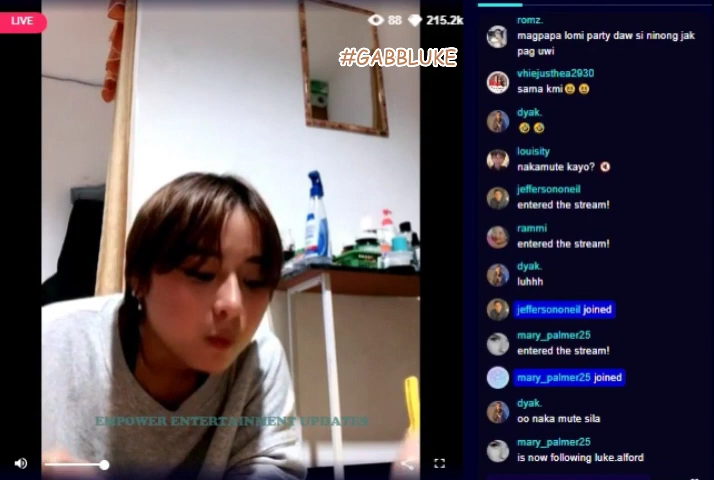 LIVE
88
215.2k
#GABBLUKE
EMPOWER ENTERTAINMENT UPDATES
romz.
magpapa lomi party daw si ninong jak
pag uwi
vhiejusthea2930
sama kmi😃 😃
dyak.
🤣 🤣
louisity
nakamute kayo? 🔇
jeffersononeil
entered the stream!
rammi
entered the stream!
dyak.
luhhh
jeffersononeil joined
mary_palmer25
entered the stream!
mary_palmer25 joined
dyak.
oo naka mute sila
mary_palmer25
is now following luke.alford